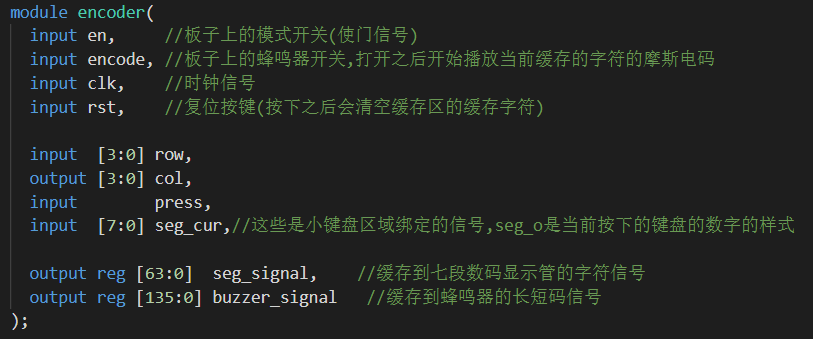 module encoder(
input en, //板子上的模式开关(使门信号)
input encode, //板子上的蜂鸣器开关,打开之后开始播放当前缓存的字符的摩斯电码
input clk, //时钟信号
input rst, //复位按键(按下之后会清空缓存区的缓存字符)
input [3:0] row,
output [3:0] col,
input press,
input [7:0] seg_cur,//这些是小键盘区域绑定的信号,seg_o是当前按下的键盘的数字的样式
output reg [63:0] seg_signal, //缓存到七段数码显示管的字符信号
output reg [135:0] buzzer_signal //缓存到蜂鸣器的长短码信号
);